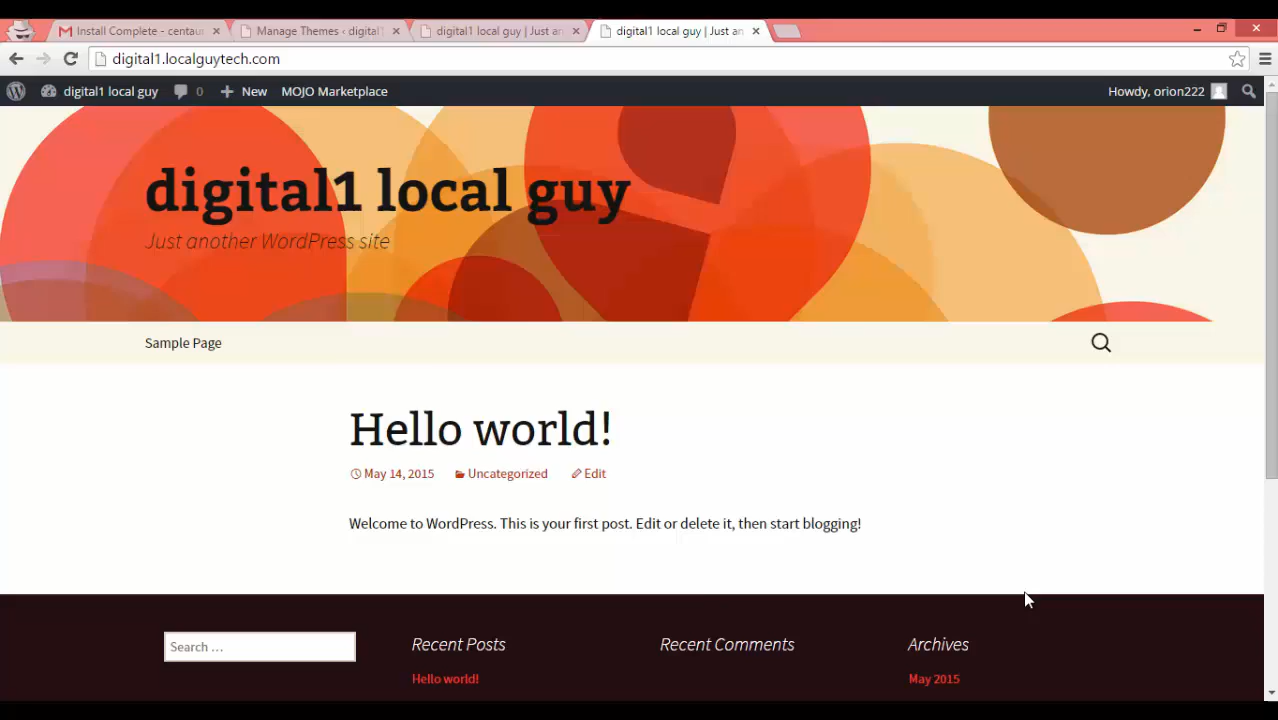 Install Complete - centau
Manage Themes ‹ digital1
digital1 local guy | Just an
digital1 local guy | Just an
digital1.localguytech.com
digital1 local guy
0
New
MOJO Marketplace
Howdy, orion222
digital1 local guy
Just another WordPress site
Sample Page
Hello world!
May 14, 2015
Uncategorized
Edit
Welcome to WordPress. This is your first post. Edit or delete it, then start blogging!
Search …
Recent Posts
Recent Comments
Archives
Hello world!
May 2015